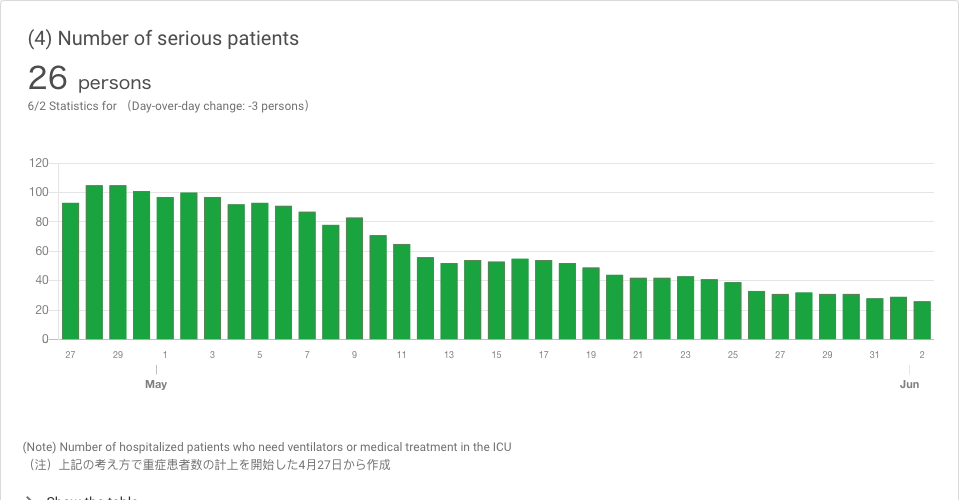 (4) Number of serious patients
26 persons
6/2 Statistics for （Day-over-day change: -3 persons）
120
100
80
60
40
20
0
27 29 1 3 5 7 9 11 13 15 17 19 21 23 25 27 29 31 2
May Jun
(Note) Number of hospitalized patients who need ventilators or medical treatment in the ICU
（注）上記の考え方で重症患者数の計上を開始した4月27日から作成
Show the table